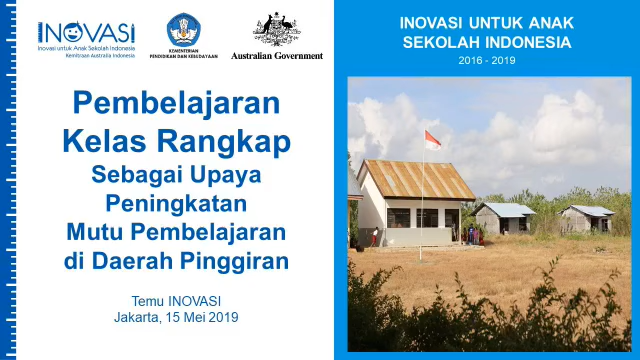 INOVASI
Inovasi untuk Anak Sekolah Indonesia
Kemitraan Australia Indonesia
KEMENTERIAN
PENDIDIKAN DAN KEBUDAYAAN
Australian Government
Pembelajaran
Kelas Rangkap
Sebagai Upaya
Peningkatan
Mutu Pembelajaran
di Daerah Pinggiran
Temu INOVASI
Jakarta, 15 Mei 2019
INOVASI UNTUK ANAK
SEKOLAH INDONESIA
2016 - 2019